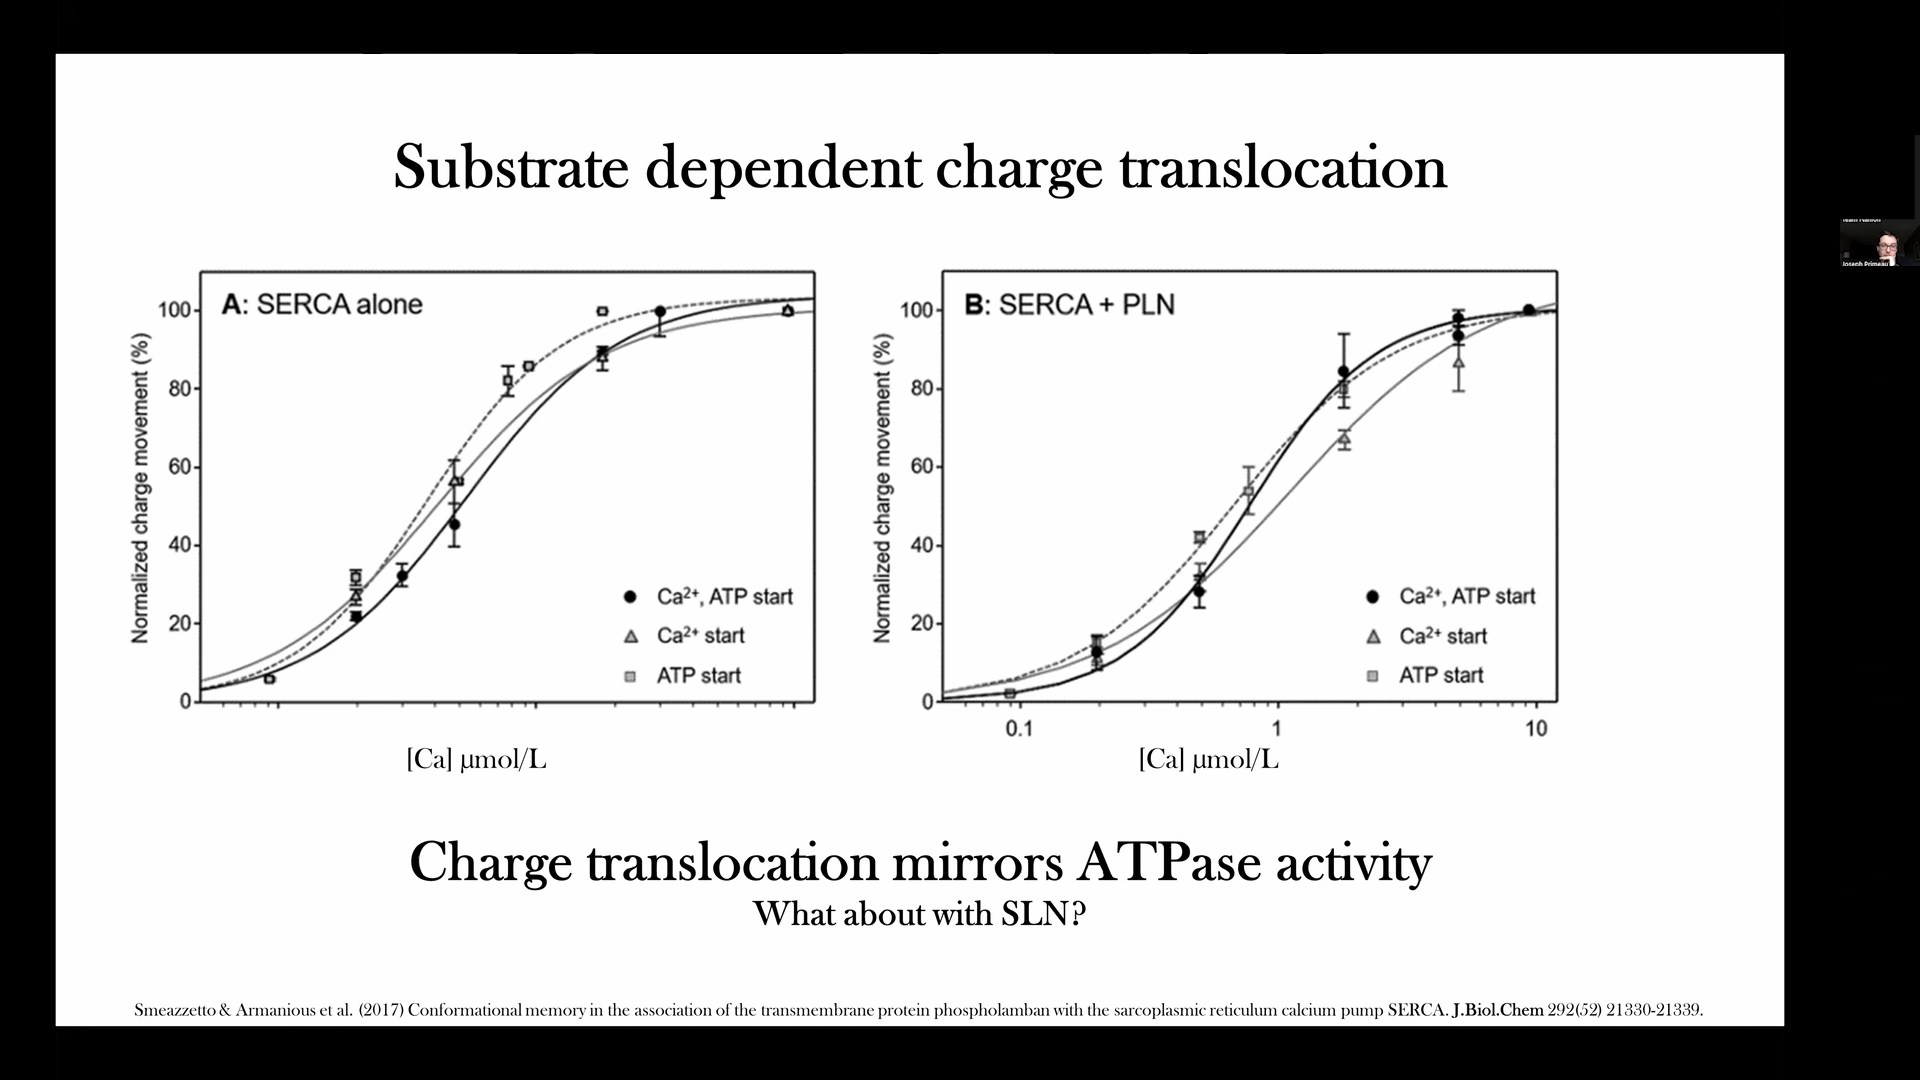 Substrate dependent charge translocation
A: SERCA alone
Normalized charge movement (%)
100
80
60
40
20
0
Ca²⁺, ATP start
Ca²⁺ start
ATP start
[Ca] µmol/L
B: SERCA + PLN
Normalized charge movement (%)
100
80
60
40
20
0
Ca²⁺, ATP start
Ca²⁺ start
ATP start
0.1
1
10
[Ca] µmol/L
Charge translocation mirrors ATPase activity
What about with SLN?
Smeazzetto & Armanious et al. (2017) Conformational memory in the association of the transmembrane protein phospholamban with the sarcoplasmic reticulum calcium pump SERCA. J.Biol.Chem 292(52) 21330-21339.
Joseph Primeau